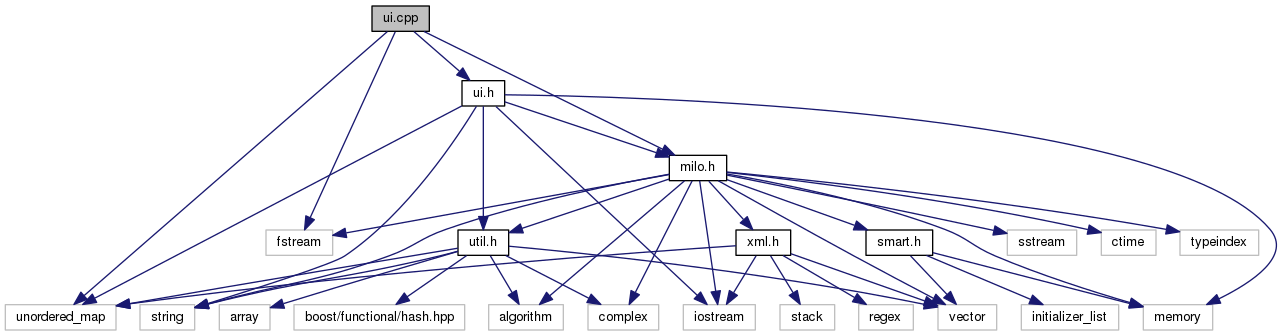 ui.cpp
ui.h
milo.h
fstream
util.h
xml.h
smart.h
sstream
ctime
typeindex
unordered_map
string
array
boost/functional/hash.hpp
algorithm
complex
iostream
stack
regex
vector
initializer_list
memory